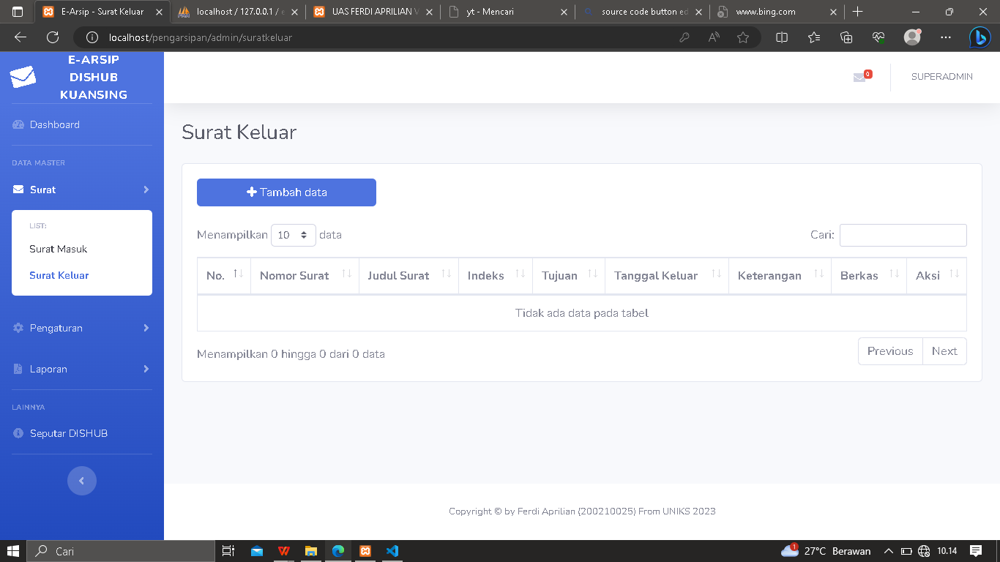 E-Arsip - Surat Keluar
localhost / 127.0.0.1 / e
UAS FERDI APRILIAN V
yt - Mencari
source code button ed
www.bing.com
localhost/pengarsipan/admin/suratkeluar
E-ARSIP
DISHUB
KUANSING
0
SUPERADMIN
Dashboard
DATA MASTER
Surat
LIST:
Surat Masuk
Surat Keluar
Pengaturan
Laporan
LAINNYA
Seputar DISHUB
Surat Keluar
Tambah data
Menampilkan 10 data
Cari:
No. Nomor Surat Judul Surat Indeks Tujuan Tanggal Keluar Keterangan Berkas Aksi
Tidak ada data pada tabel
Menampilkan 0 hingga 0 dari 0 data
Previous Next
Copyright © by Ferdi Aprilian (200210025) From UNIKS 2023
Cari
1
27°C Berawan
10.14